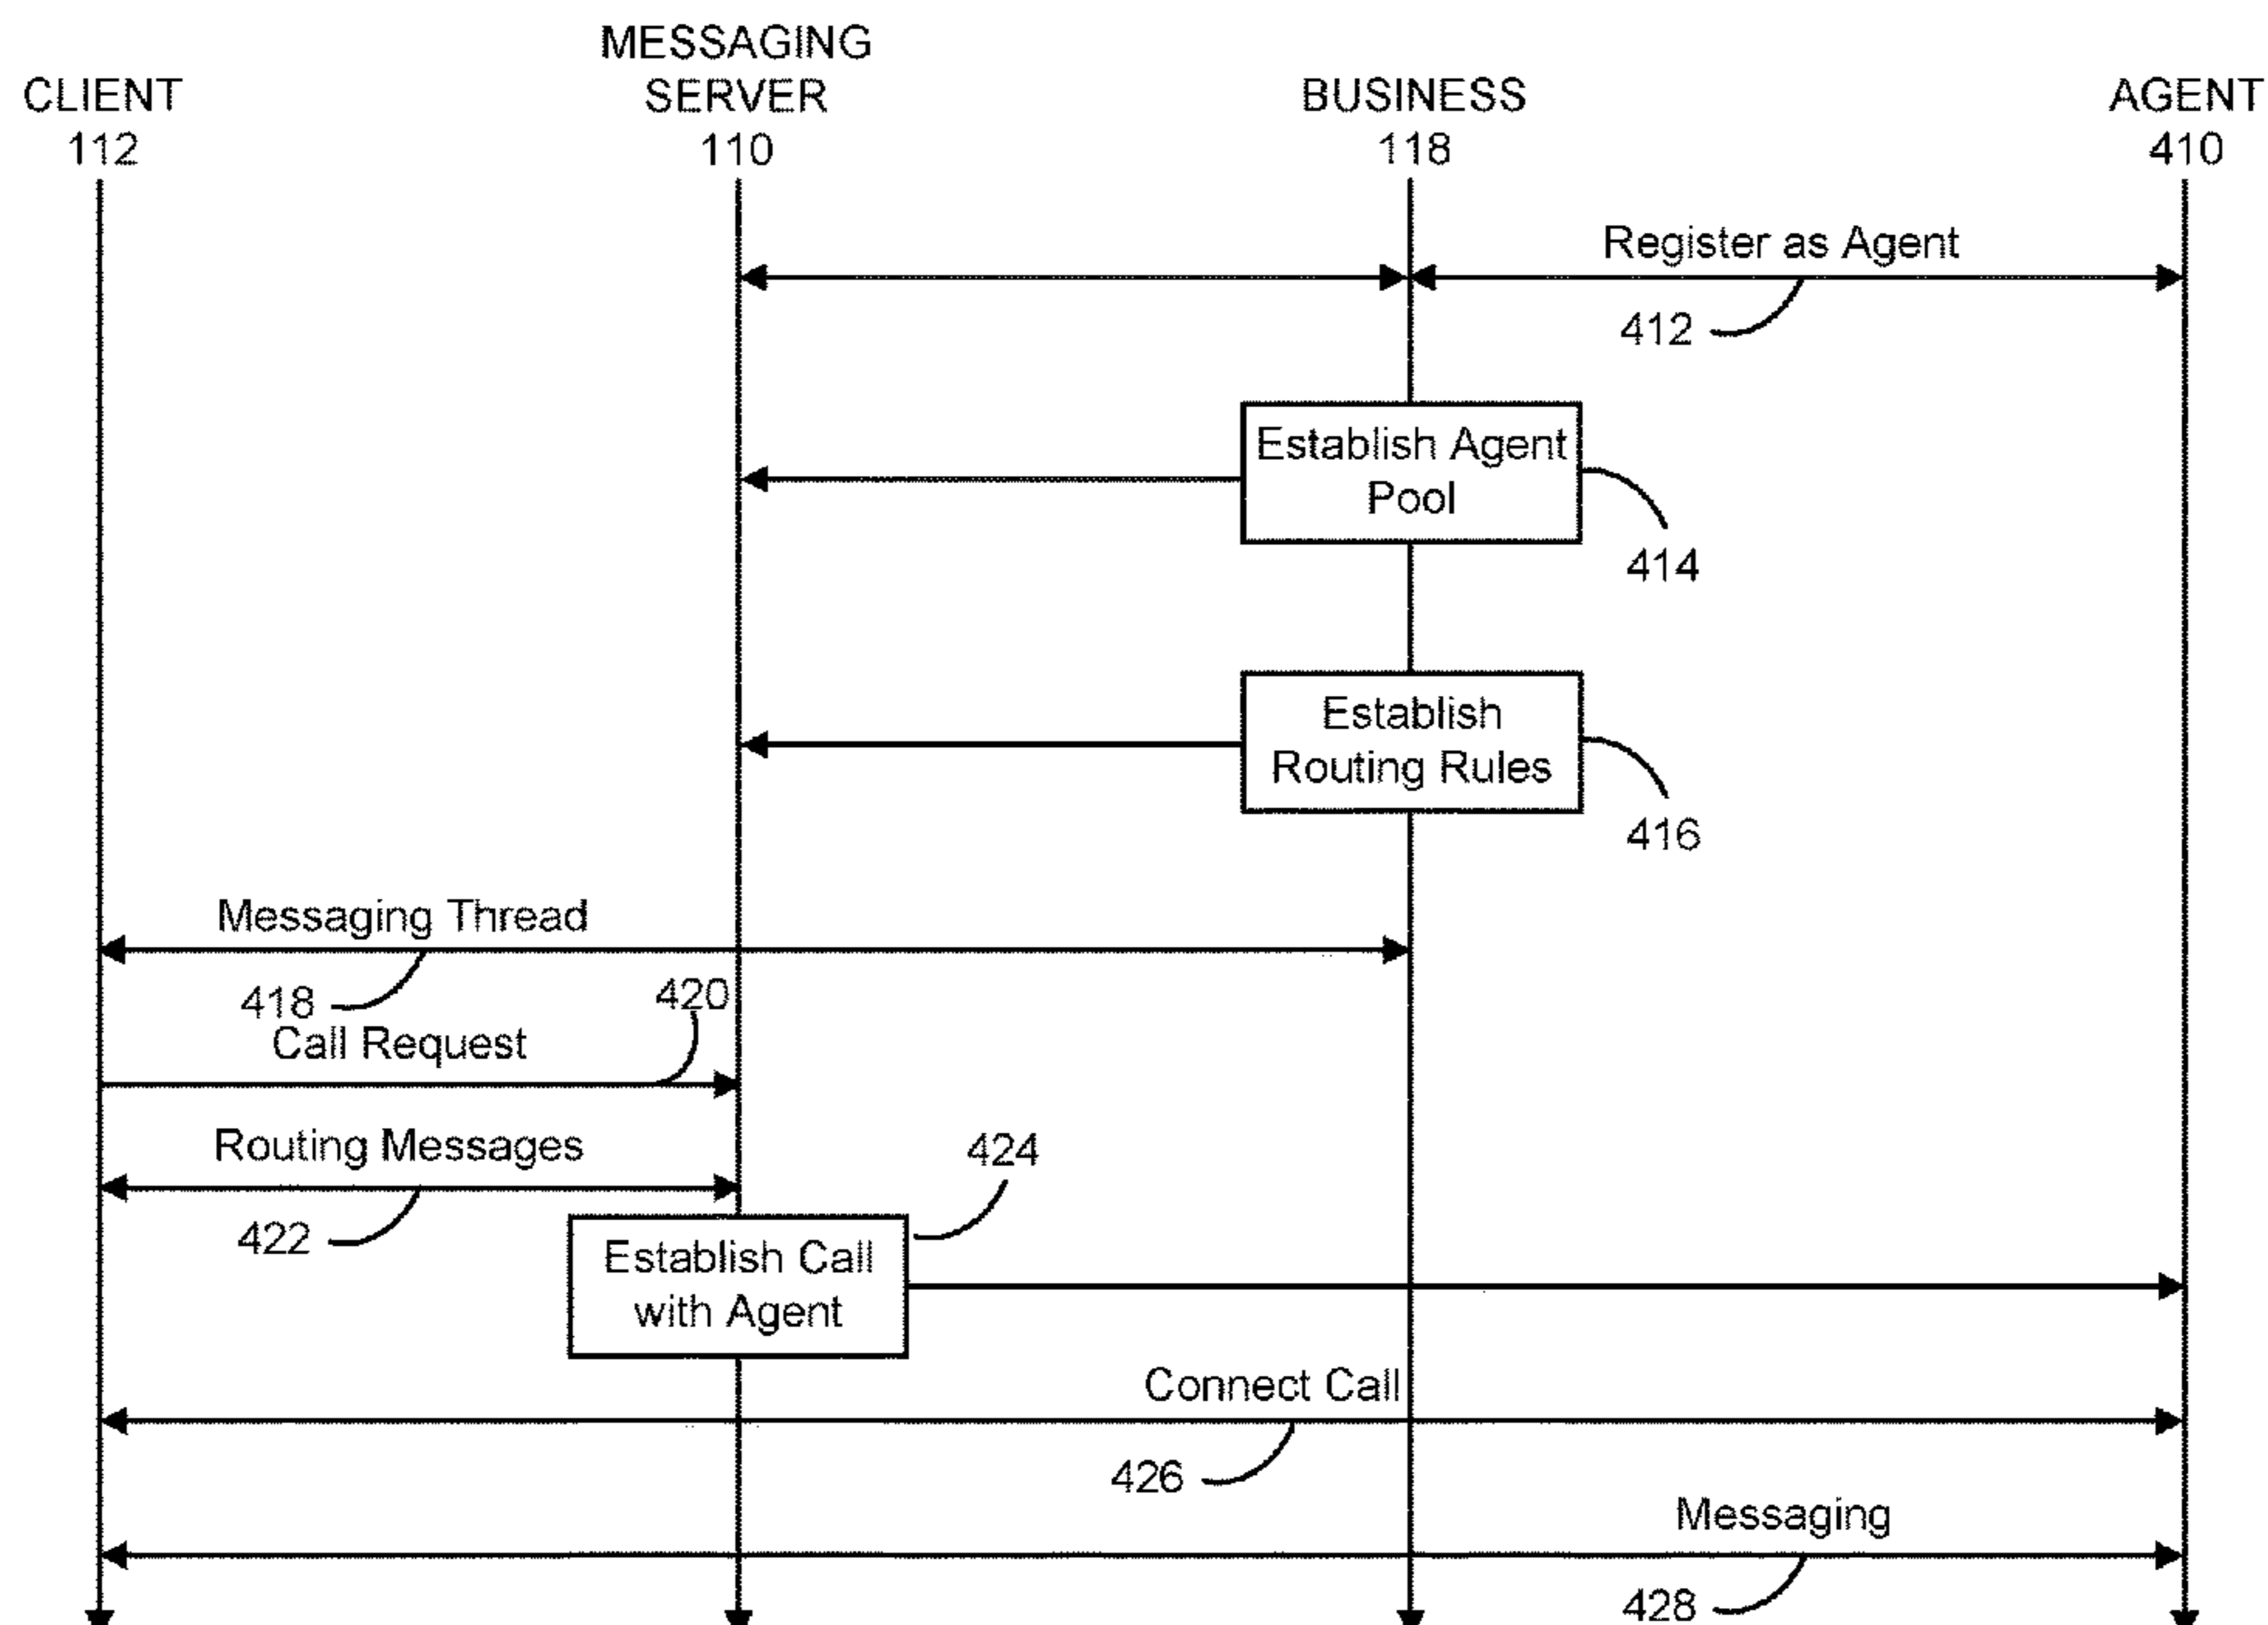 MESSAGING
CLIENT SERVER BUSINESS AGENT
112 110 118 410
Register as Agent
412
Establish Agent
Pool
414
Establish
Routing Rules
416
Messaging Thread
418 420
Call Request
Routing Messages
424
422
Establish Call
with Agent
Connect Call
426
Messaging
428